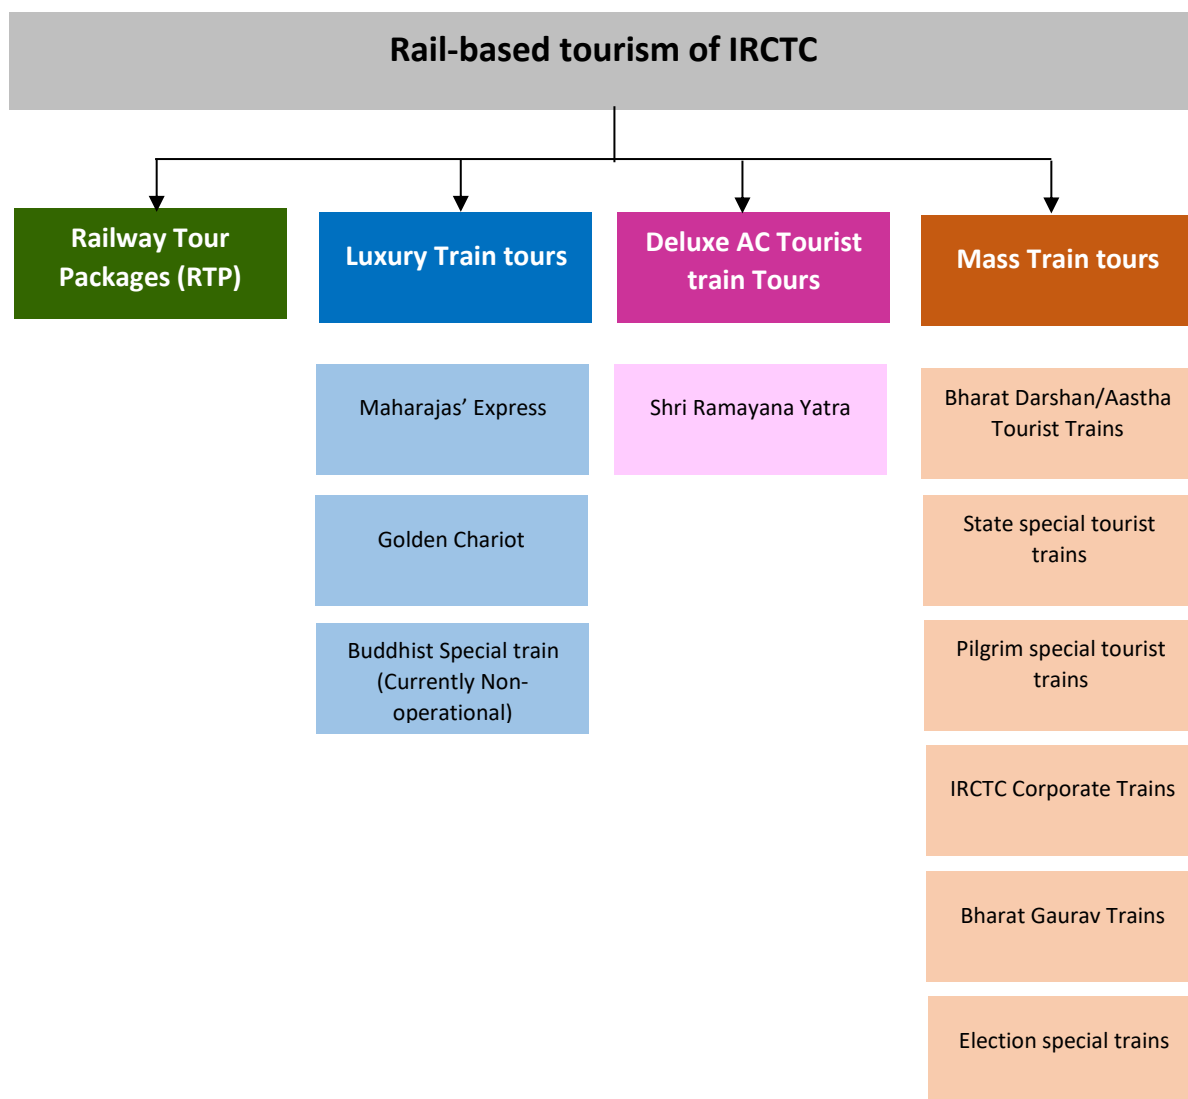 Rail-based tourism of IRCTC
Railway Tour
Packages (RTP)
Luxury Train tours
Deluxe AC Tourist
train Tours
Mass Train tours
Maharajas’ Express
Golden Chariot
Buddhist Special train
(Currently Non-
operational)
Shri Ramayana Yatra
Bharat Darshan/Aastha
Tourist Trains
State special tourist
trains
Pilgrim special tourist
trains
IRCTC Corporate Trains
Bharat Gaurav Trains
Election special trains